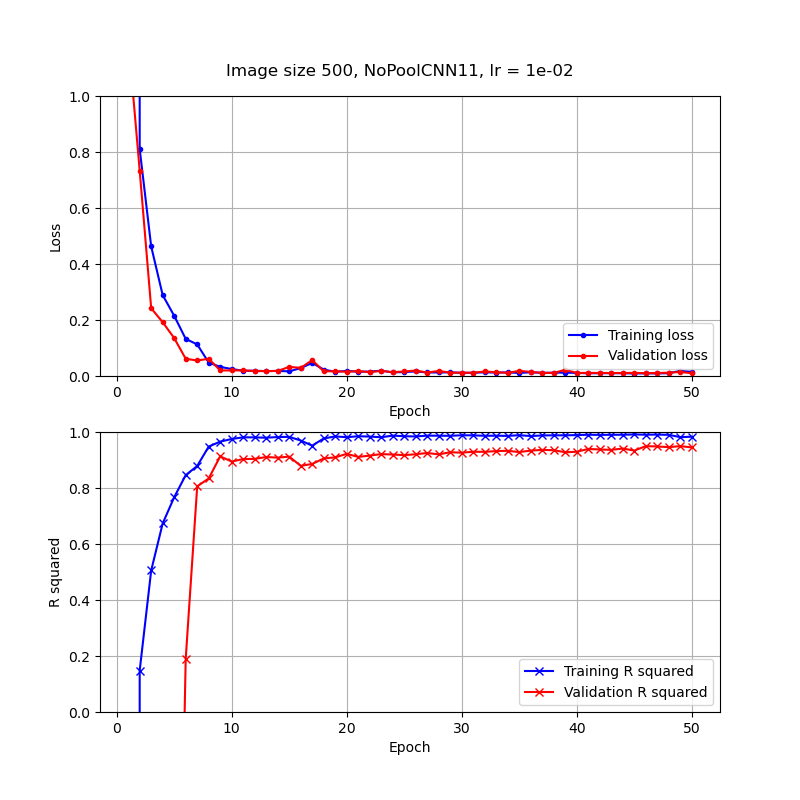 Image size 500, NoPoolCNN11, lr = 1e-02
1.0
0.8
0.6
0.4
0.2
0.0
Loss
Training loss
Validation loss
0 10 20 30 40 50
Epoch
1.0
0.8
0.6
0.4
0.2
0.0
R squared
Training R squared
Validation R squared
0 10 20 30 40 50
Epoch